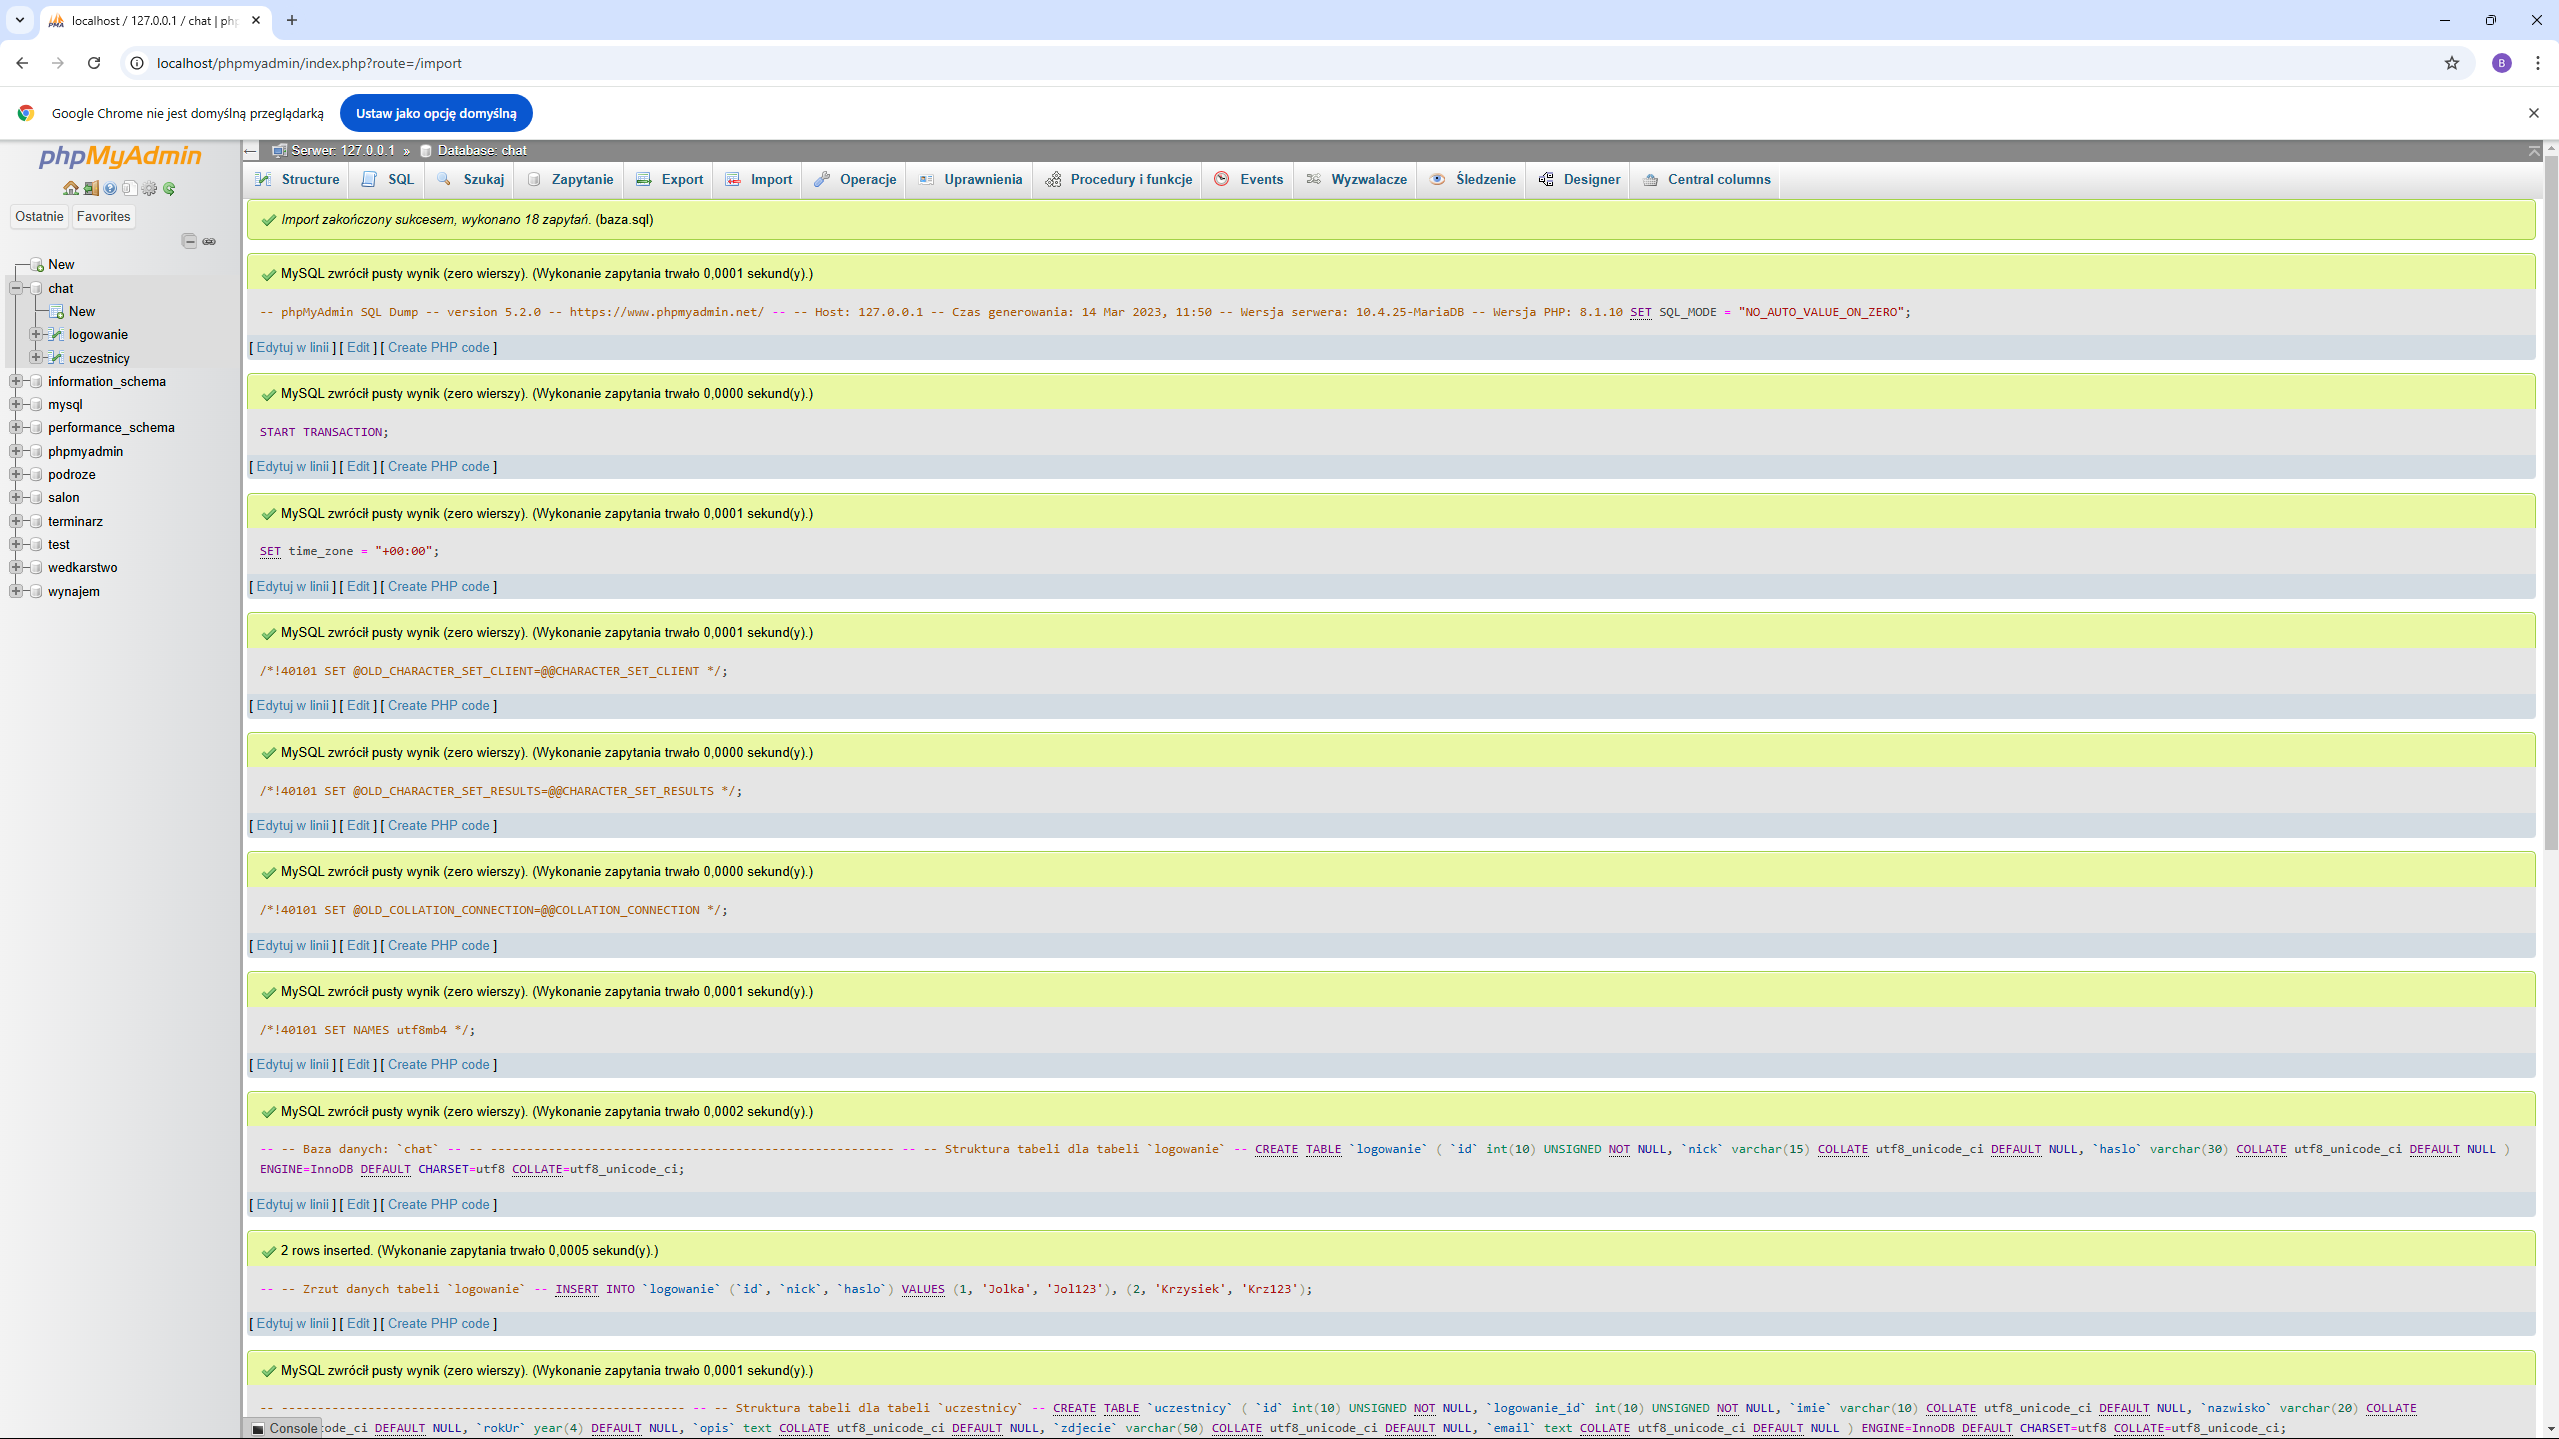 localhost / 127.0.0.1 / chat | php
localhost/phpmyadmin/index.php?route=/import
B
Google Chrome nie jest domyślną przeglądarką
Ustaw jako opcję domyślną
phpMyAdmin
Ostatnie Favorites
New
chat
New
logowanie
uczestnicy
information_schema
mysql
performance_schema
phpmyadmin
podroze
salon
terminarz
test
wedkarstwo
wynajem
Serwer: 127.0.0.1 » Database: chat
Structure SQL Szukaj Zapytanie Export Import Operacje Uprawnienia Procedury i funkcje Events Wyzwalacze Śledzenie Designer Central columns
Import zakończony sukcesem, wykonano 18 zapytań. (baza.sql)
MySQL zwrócił pusty wynik (zero wierszy). (Wykonanie zapytania trwało 0,0001 sekund(y).)
-- phpMyAdmin SQL Dump -- version 5.2.0 -- https://www.phpmyadmin.net/ -- -- Host: 127.0.0.1 -- Czas generowania: 14 Mar 2023, 11:50 -- Wersja serwera: 10.4.25-MariaDB -- Wersja PHP: 8.1.10 SET SQL_MODE = "NO_AUTO_VALUE_ON_ZERO";
[ Edytuj w linii ] [ Edit ] [ Create PHP code ]
MySQL zwrócił pusty wynik (zero wierszy). (Wykonanie zapytania trwało 0,0000 sekund(y).)
START TRANSACTION;
[ Edytuj w linii ] [ Edit ] [ Create PHP code ]
MySQL zwrócił pusty wynik (zero wierszy). (Wykonanie zapytania trwało 0,0001 sekund(y).)
SET time_zone = "+00:00";
[ Edytuj w linii ] [ Edit ] [ Create PHP code ]
MySQL zwrócił pusty wynik (zero wierszy). (Wykonanie zapytania trwało 0,0001 sekund(y).)
/*!40101 SET @OLD_CHARACTER_SET_CLIENT=@@CHARACTER_SET_CLIENT */;
[ Edytuj w linii ] [ Edit ] [ Create PHP code ]
MySQL zwrócił pusty wynik (zero wierszy). (Wykonanie zapytania trwało 0,0000 sekund(y).)
/*!40101 SET @OLD_CHARACTER_SET_RESULTS=@@CHARACTER_SET_RESULTS */;
[ Edytuj w linii ] [ Edit ] [ Create PHP code ]
MySQL zwrócił pusty wynik (zero wierszy). (Wykonanie zapytania trwało 0,0000 sekund(y).)
/*!40101 SET @OLD_COLLATION_CONNECTION=@@COLLATION_CONNECTION */;
[ Edytuj w linii ] [ Edit ] [ Create PHP code ]
MySQL zwrócił pusty wynik (zero wierszy). (Wykonanie zapytania trwało 0,0001 sekund(y).)
/*!40101 SET NAMES utf8mb4 */;
[ Edytuj w linii ] [ Edit ] [ Create PHP code ]
MySQL zwrócił pusty wynik (zero wierszy). (Wykonanie zapytania trwało 0,0002 sekund(y).)
-- -- Baza danych: `chat` -- -- -------------------------------------------------------- -- -- Struktura tabeli dla tabeli `logowanie` -- CREATE TABLE `logowanie` ( `id` int(10) UNSIGNED NOT NULL, `nick` varchar(15) COLLATE utf8_unicode_ci DEFAULT NULL, `haslo` varchar(30) COLLATE utf8_unicode_ci DEFAULT NULL )
ENGINE=InnoDB DEFAULT CHARSET=utf8 COLLATE=utf8_unicode_ci;
[ Edytuj w linii ] [ Edit ] [ Create PHP code ]
2 rows inserted. (Wykonanie zapytania trwało 0,0005 sekund(y).)
-- -- Zrzut danych tabeli `logowanie` -- INSERT INTO `logowanie` (`id`, `nick`, `haslo`) VALUES (1, 'Jolka', 'Jol123'), (2, 'Krzysiek', 'Krz123');
[ Edytuj w linii ] [ Edit ] [ Create PHP code ]
MySQL zwrócił pusty wynik (zero wierszy). (Wykonanie zapytania trwało 0,0001 sekund(y).)
-- -------------------------------------------------------- -- -- Struktura tabeli dla tabeli `uczestnicy` -- CREATE TABLE `uczestnicy` ( `id` int(10) UNSIGNED NOT NULL, `logowanie_id` int(10) UNSIGNED NOT NULL, `imie` varchar(10) COLLATE utf8_unicode_ci DEFAULT NULL, `nazwisko` varchar(20) COLLATE
Console code_ci DEFAULT NULL, `rokUr` year(4) DEFAULT NULL, `opis` text COLLATE utf8_unicode_ci DEFAULT NULL, `zdjecie` varchar(50) COLLATE utf8_unicode_ci DEFAULT NULL, `email` text COLLATE utf8_unicode_ci DEFAULT NULL ) ENGINE=InnoDB DEFAULT CHARSET=utf8 COLLATE=utf8_unicode_ci;